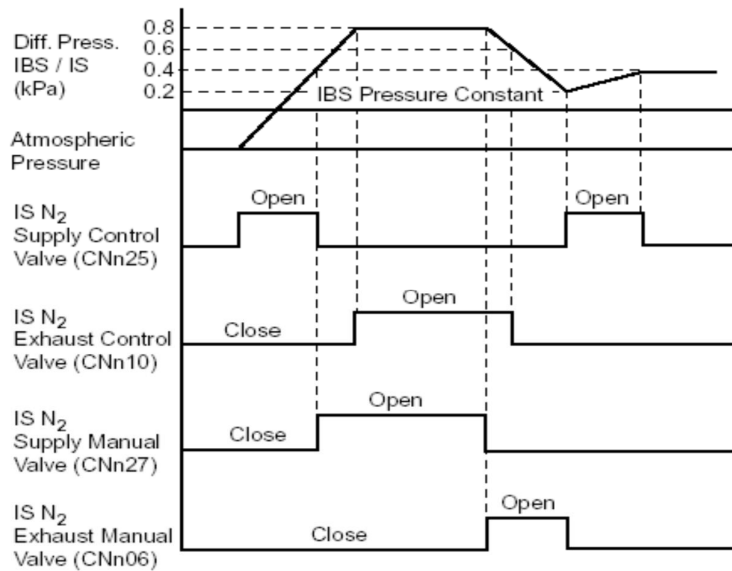 Diff. Press.
IBS / IS
(kPa)
0.8
0.6
0.4
0.2
IBS Pressure Constant
Atmospheric
Pressure
IS N₂
Supply Control
Valve (CNn25)
Open
Open
IS N₂
Exhaust Control
Valve (CNn10)
Close
Open
IS N₂
Supply Manual
Valve (CNn27)
Close
Open
IS N₂
Exhaust Manual
Valve (CNn06)
Close
Open